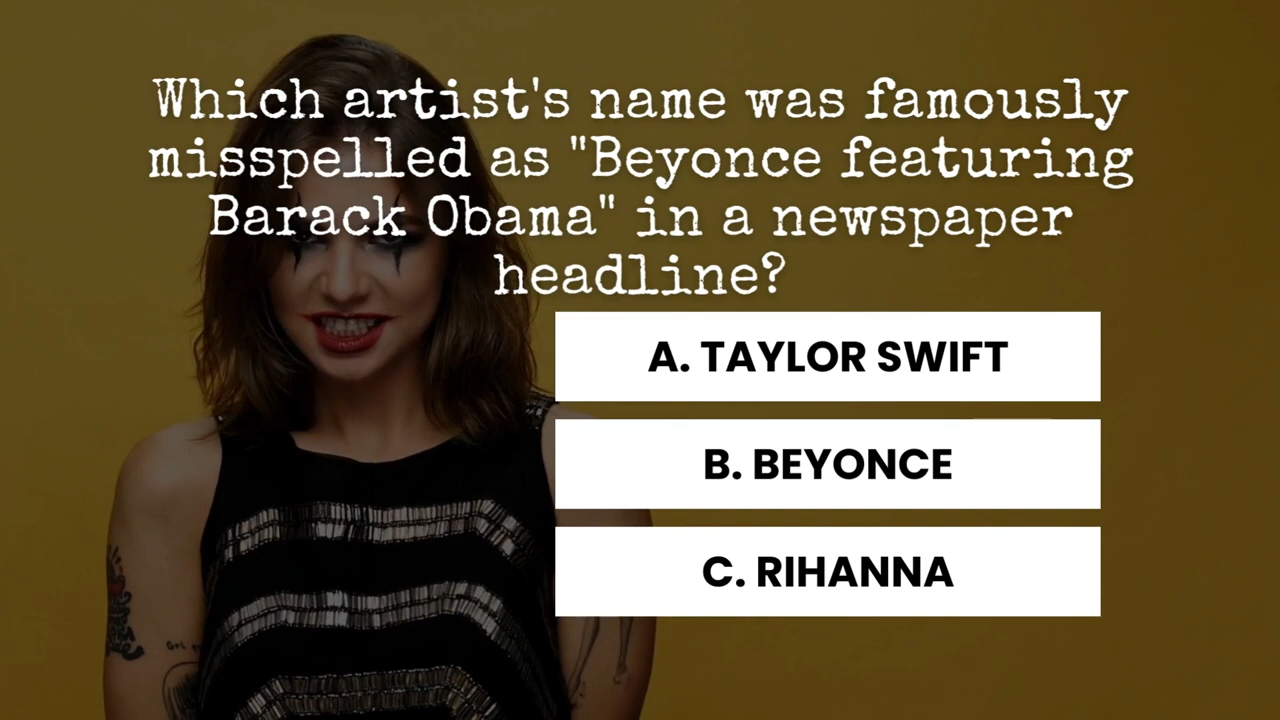 Which artist's name was famously
misspelled as "Beyonce featuring
Barack Obama" in a newspaper
headline?
A. TAYLOR SWIFT
B. BEYONCE
C. RIHANNA